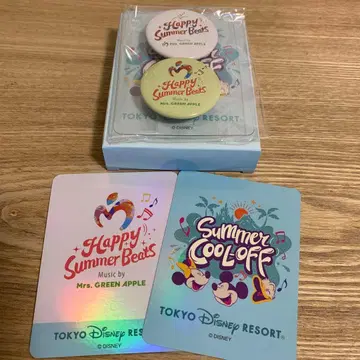 Happy
Summer Beats
Music by
Mrs. GREEN APPLE
Happy
Summer Beats
Music by
Mrs. GREEN APPLE
TOKYO Disney RESORT®
© DISNEY
Happy
Summer Beats
Music by
Mrs. GREEN APPLE
TOKYO Disney RES
© DISNEY
Summer
COOL-OFF
TOKYO Disney RESORT®
© DISNEY